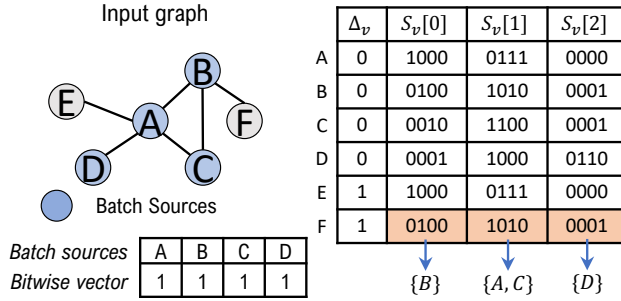 Input graph
E
B
A
F
D
C
Batch Sources
Batch sources A B C D
Bitwise vector 1 1 1 1
Δ_v S_v[0] S_v[1] S_v[2]
A 0 1000 0111 0000
B 0 0100 1010 0001
C 0 0010 1100 0001
D 0 0001 1000 0110
E 1 1000 0111 0000
F 1 0100 1010 0001
{B} {A, C} {D}